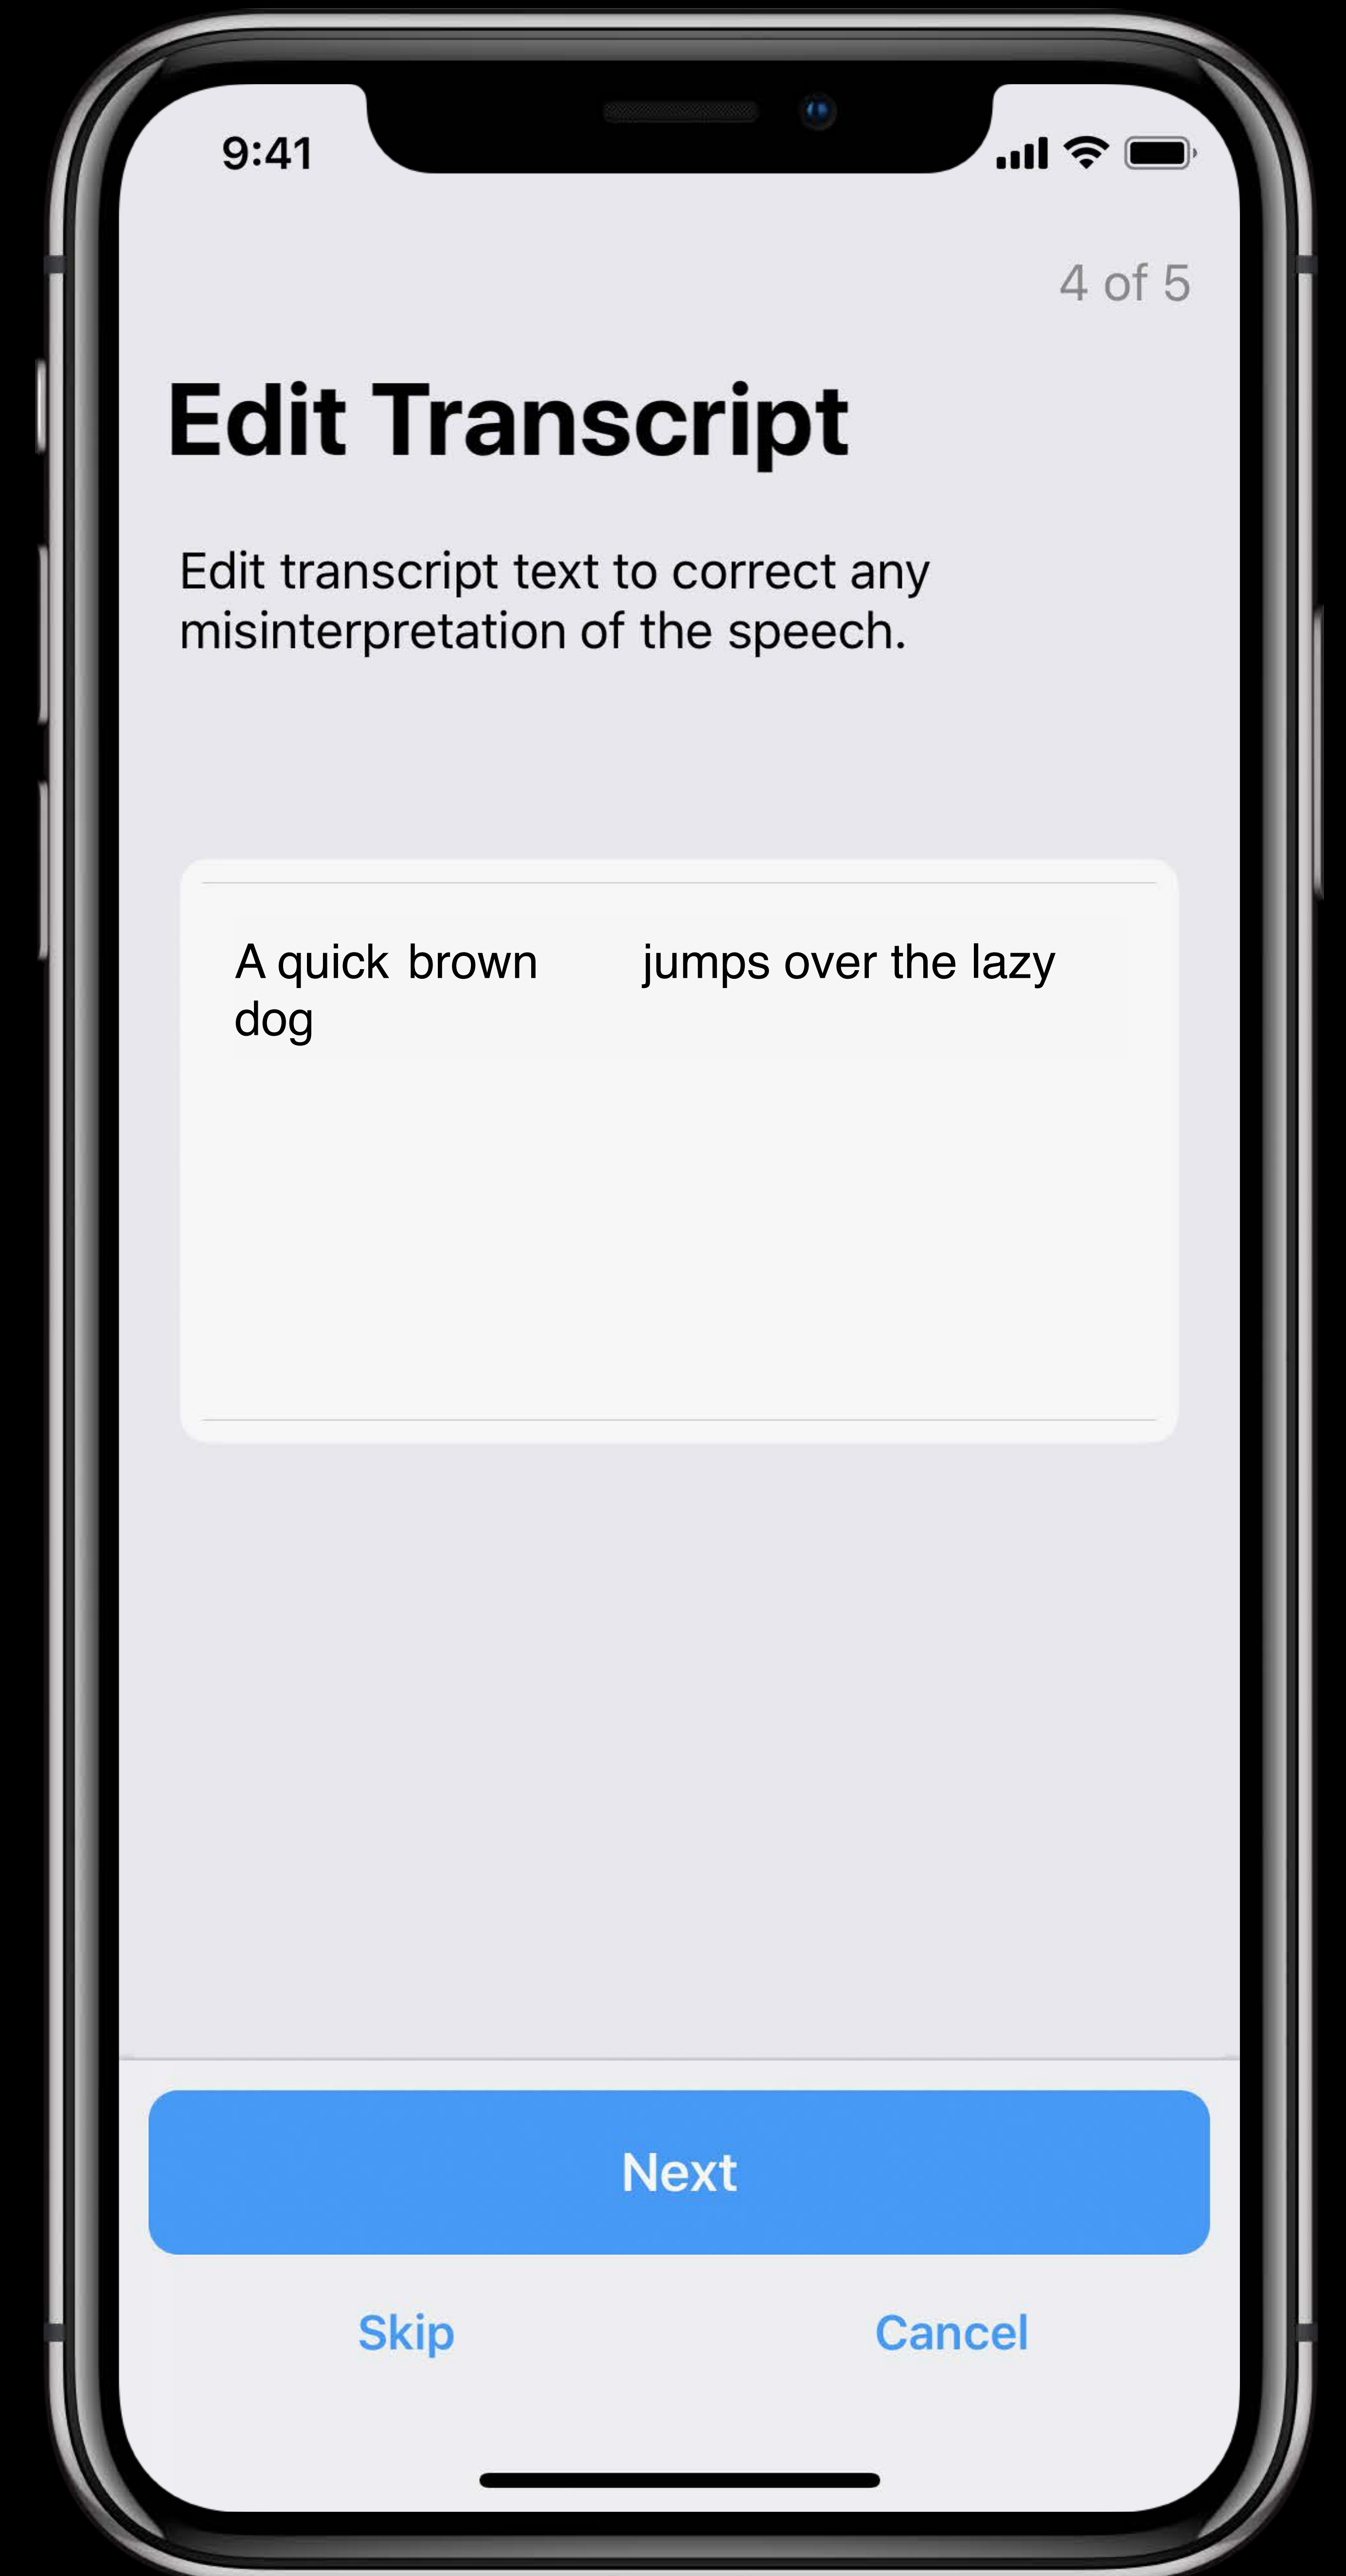 9:41
4 of 5
Edit Transcript
Edit transcript text to correct any
misinterpretation of the speech.
A quick brown jumps over the lazy
dog
Next
Skip
Cancel